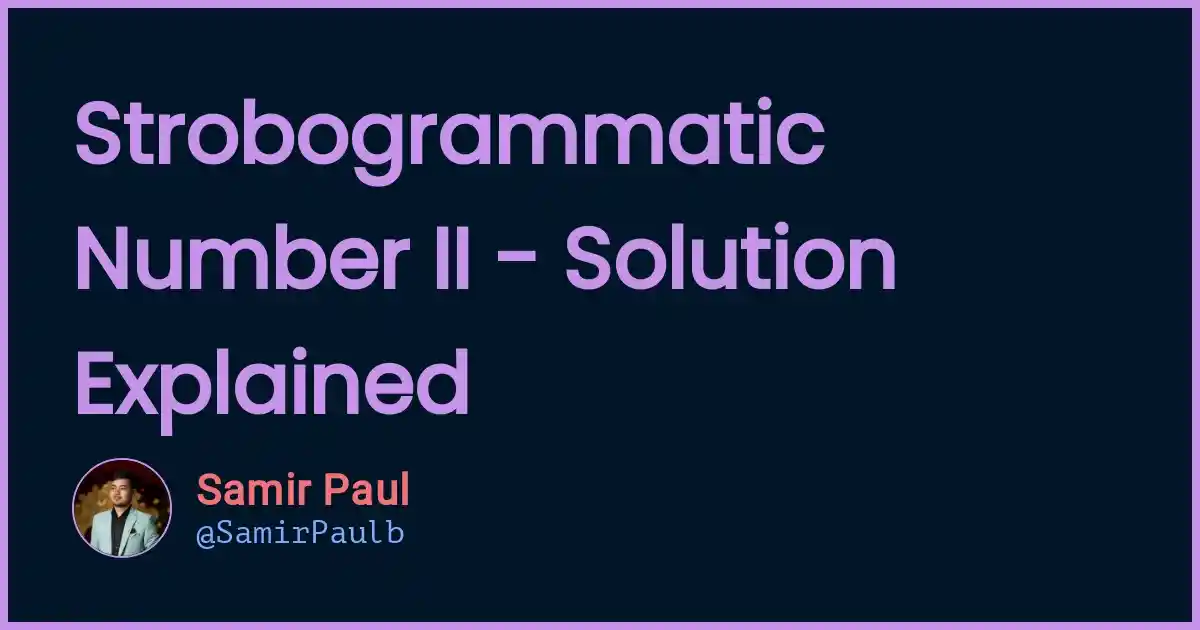 Strobogrammatic
Number II - Solution
Explained
Samir Paul
@SamirPaulb